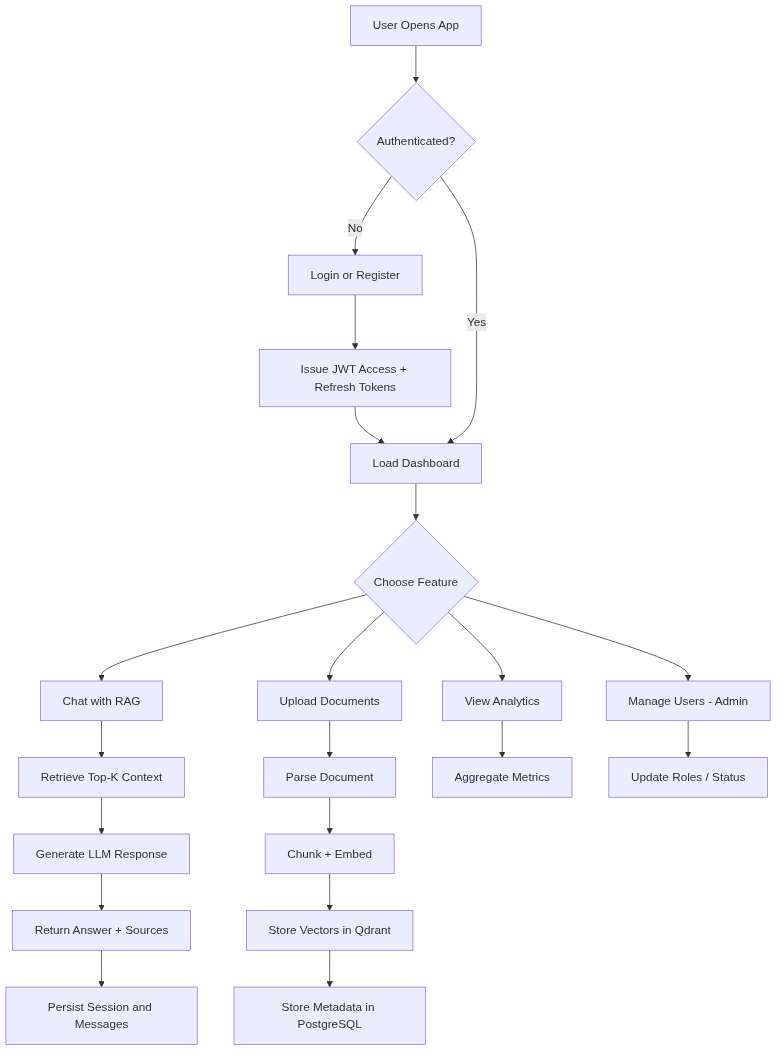 User Opens App
Authenticated?
No
Login or Register
Yes
Issue JWT Access +
Refresh Tokens
Load Dashboard
Choose Feature
Chat with RAG
Upload Documents
View Analytics
Manage Users - Admin
Retrieve Top-K Context
Parse Document
Aggregate Metrics
Update Roles / Status
Generate LLM Response
Chunk + Embed
Return Answer + Sources
Store Vectors in Qdrant
Persist Session and
Messages
Store Metadata in
PostgreSQL